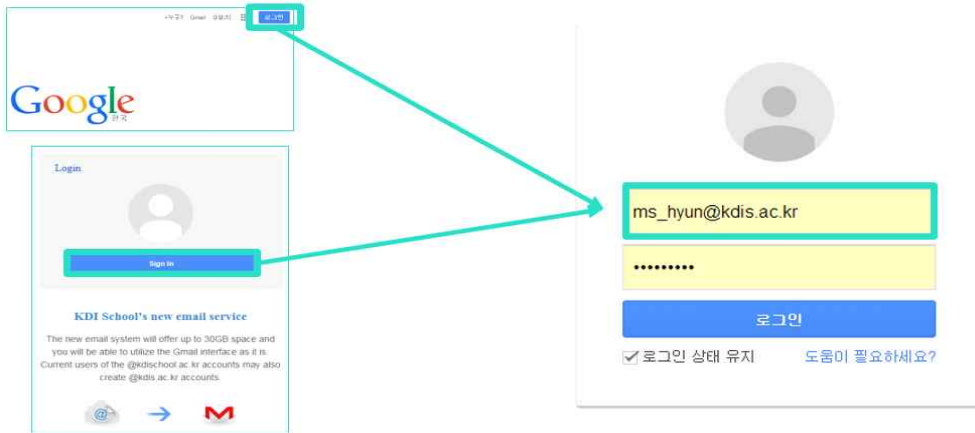 Gmail
로그인
Google
한국
Login
Sign in
KDI School's new email service
The new email system will offer up to 30GB space and
you will be able to utilize the Gmail interface as it is.
Current users of the @kdischool.ac.kr accounts may also
create @kdis.ac.kr accounts.
@
ms_hyun@kdis.ac.kr
•••••••••
로그인
로그인 상태 유지
도움이 필요하세요?